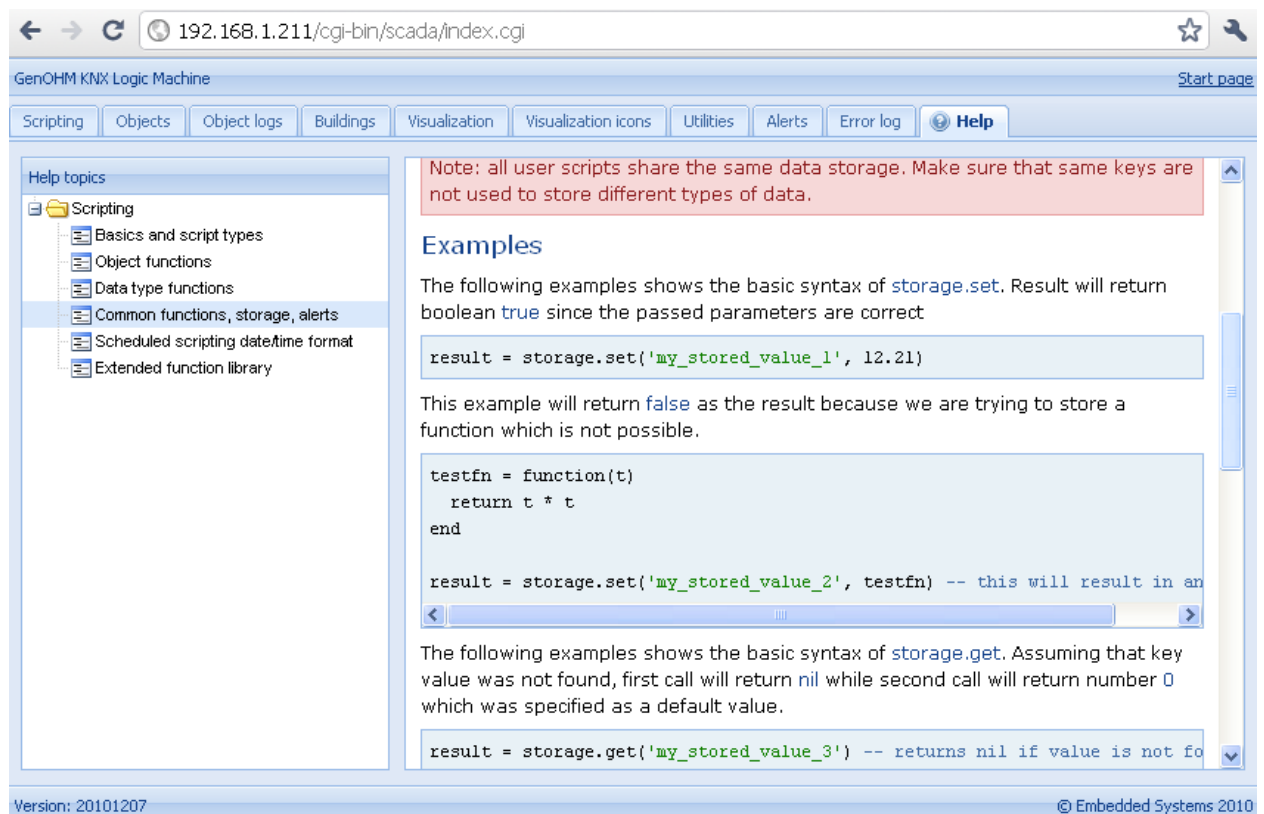 192.168.1.211/cgi-bin/scada/index.cgi
GenOHM KNX Logic Machine
Start page
Scripting
Objects
Object logs
Buildings
Visualization
Visualization icons
Utilities
Alerts
Error log
Help
Help topics
Scripting
Basics and script types
Object functions
Data type functions
Common functions, storage, alerts
Scheduled scripting date/time format
Extended function library
Note: all user scripts share the same data storage. Make sure that same keys are
not used to store different types of data.
Examples
The following examples shows the basic syntax of storage.set. Result will return
boolean true since the passed parameters are correct
result = storage.set('my_stored_value_1', 12.21)
This example will return false as the result because we are trying to store a
function which is not possible.
testfn = function(t)
return t * t
end
result = storage.set('my_stored_value_2', testfn) -- this will result in an
The following examples shows the basic syntax of storage.get. Assuming that key
value was not found, first call will return nil while second call will return number 0
which was specified as a default value.
result = storage.get('my_stored_value_3') -- returns nil if value is not fo
Version: 20101207
© Embedded Systems 2010